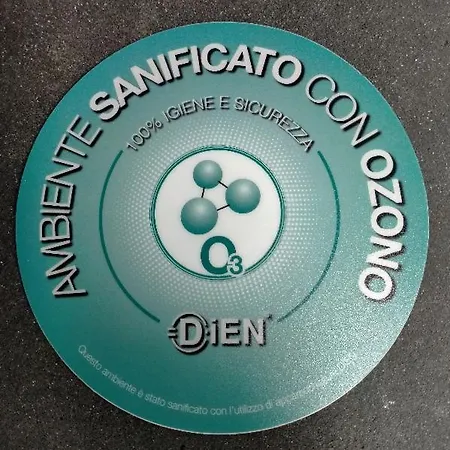 AMBIENTE SANIFICATO CON OZONO
100% IGIENE E SICUREZZA
O3
DiEN
Questo ambiente è stato sanificato con l'utilizzo di